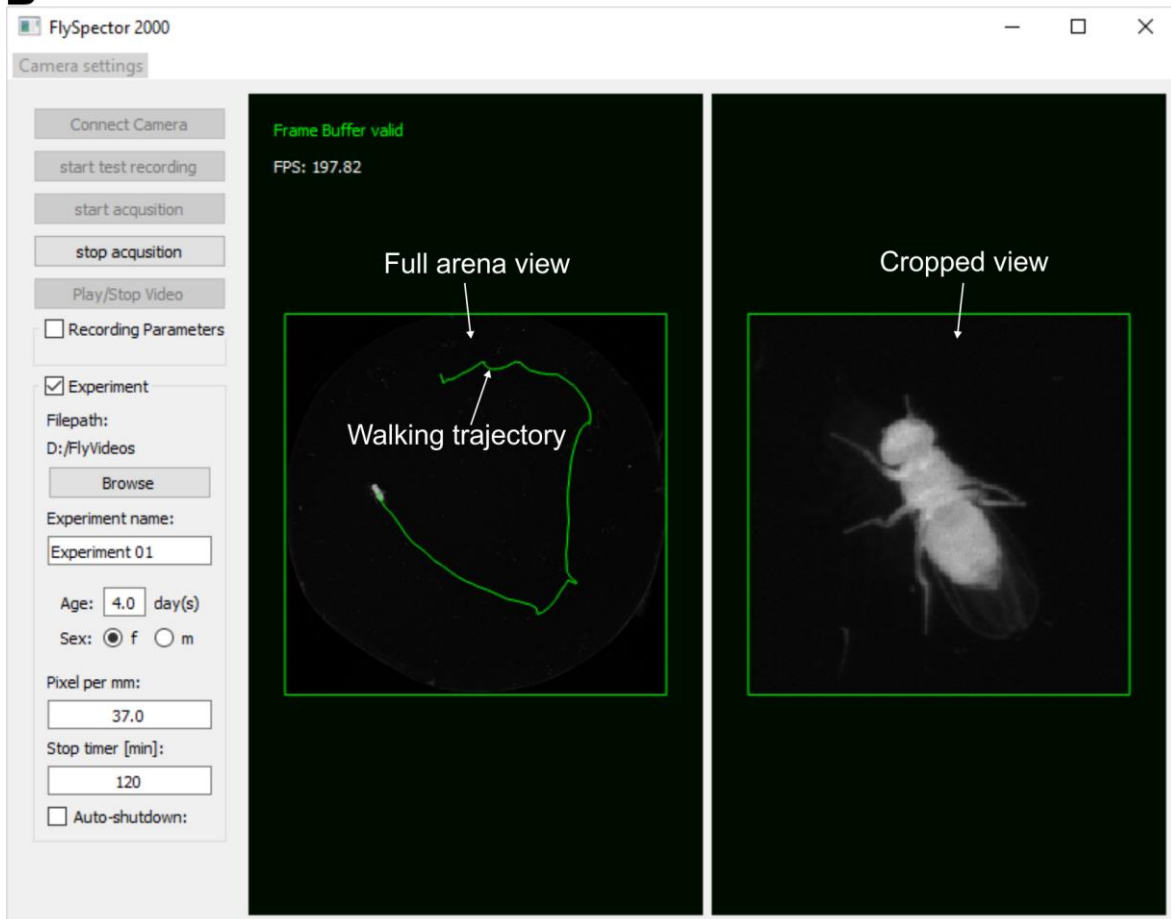 FlySpector 2000
Camera settings
Connect Camera
start test recording
start acqusition
stop acqusition
Play/Stop Video
Recording Parameters
Experiment
Filepath:
D:/FlyVideos
Browse
Experiment name:
Experiment 01
Age: 4.0 day(s)
Sex: f m
Pixel per mm:
37.0
Stop timer [min]:
120
Auto-shutdown:
Frame Buffer valid
FPS: 197.82
Full arena view
Walking trajectory
Cropped view